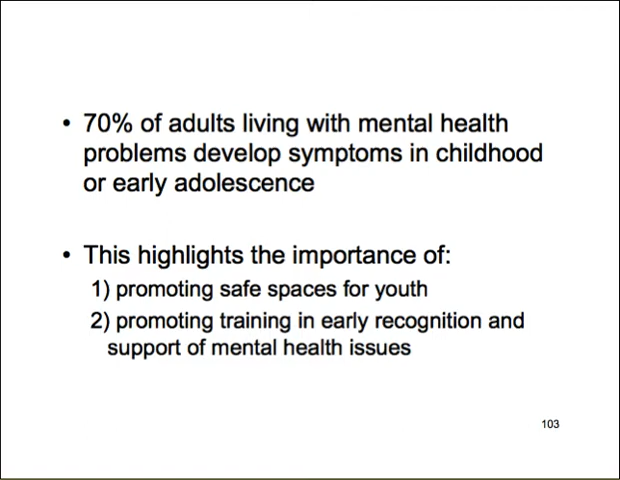 • 70% of adults living with mental health
problems develop symptoms in childhood
or early adolescence
• This highlights the importance of:
1) promoting safe spaces for youth
2) promoting training in early recognition and
support of mental health issues
103